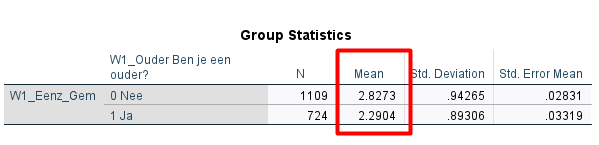 Group Statistics
W1_Ouder Ben je een ouder? N Mean Std. Deviation Std. Error Mean
W1_Eenz_Gem 0 Nee 1109 2.8273 .94265 .02831
1 Ja 724 2.2904 .89306 .03319